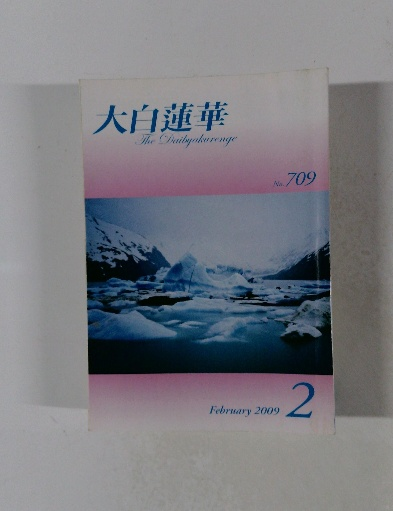 大白蓮華
The Daibyakurenge
No. 709
February 2009 2